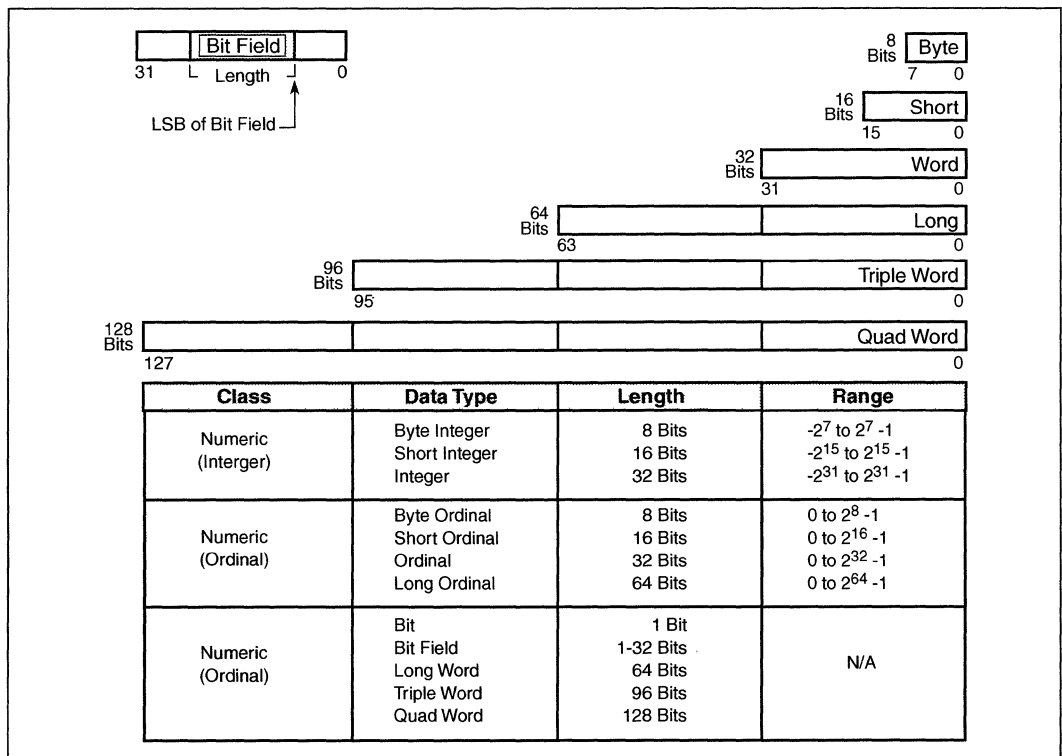 Bit Field
31 Length 0
LSB of Bit Field
8 Bits Byte
7 0
16 Bits Short
15 0
32 Bits Word
31 0
64 Bits Long
63 0
96 Bits Triple Word
95 0
128 Bits Quad Word
127 0
Class Data Type Length Range
Numeric (Interger)
Byte Integer 8 Bits -2^7 to 2^7 -1
Short Integer 16 Bits -2^15 to 2^15 -1
Integer 32 Bits -2^31 to 2^31 -1
Numeric (Ordinal)
Byte Ordinal 8 Bits 0 to 2^8 -1
Short Ordinal 16 Bits 0 to 2^16 -1
Ordinal 32 Bits 0 to 2^32 -1
Long Ordinal 64 Bits 0 to 2^64 -1
Numeric (Ordinal)
Bit 1 Bit
Bit Field 1-32 Bits
Long Word 64 Bits
Triple Word 96 Bits
Quad Word 128 Bits
N/A